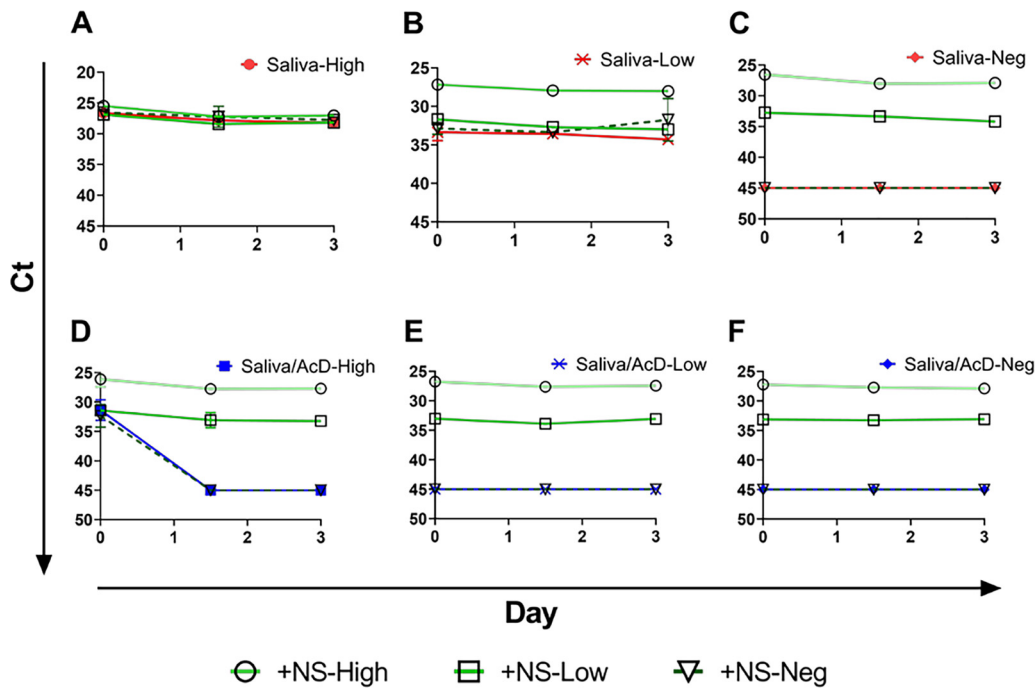 A
Saliva-High
20
25
30
35
40
45
0 1 2 3
B
Saliva-Low
25
30
35
40
45
0 1 2 3
C
Saliva-Neg
25
30
35
40
45
50
0 1 2 3
Ct
D
Saliva/AcD-High
25
30
35
40
45
50
0 1 2 3
E
Saliva/AcD-Low
25
30
35
40
45
50
0 1 2 3
F
Saliva/AcD-Neg
25
30
35
40
45
50
0 1 2 3
Day
+NS-High +NS-Low +NS-Neg